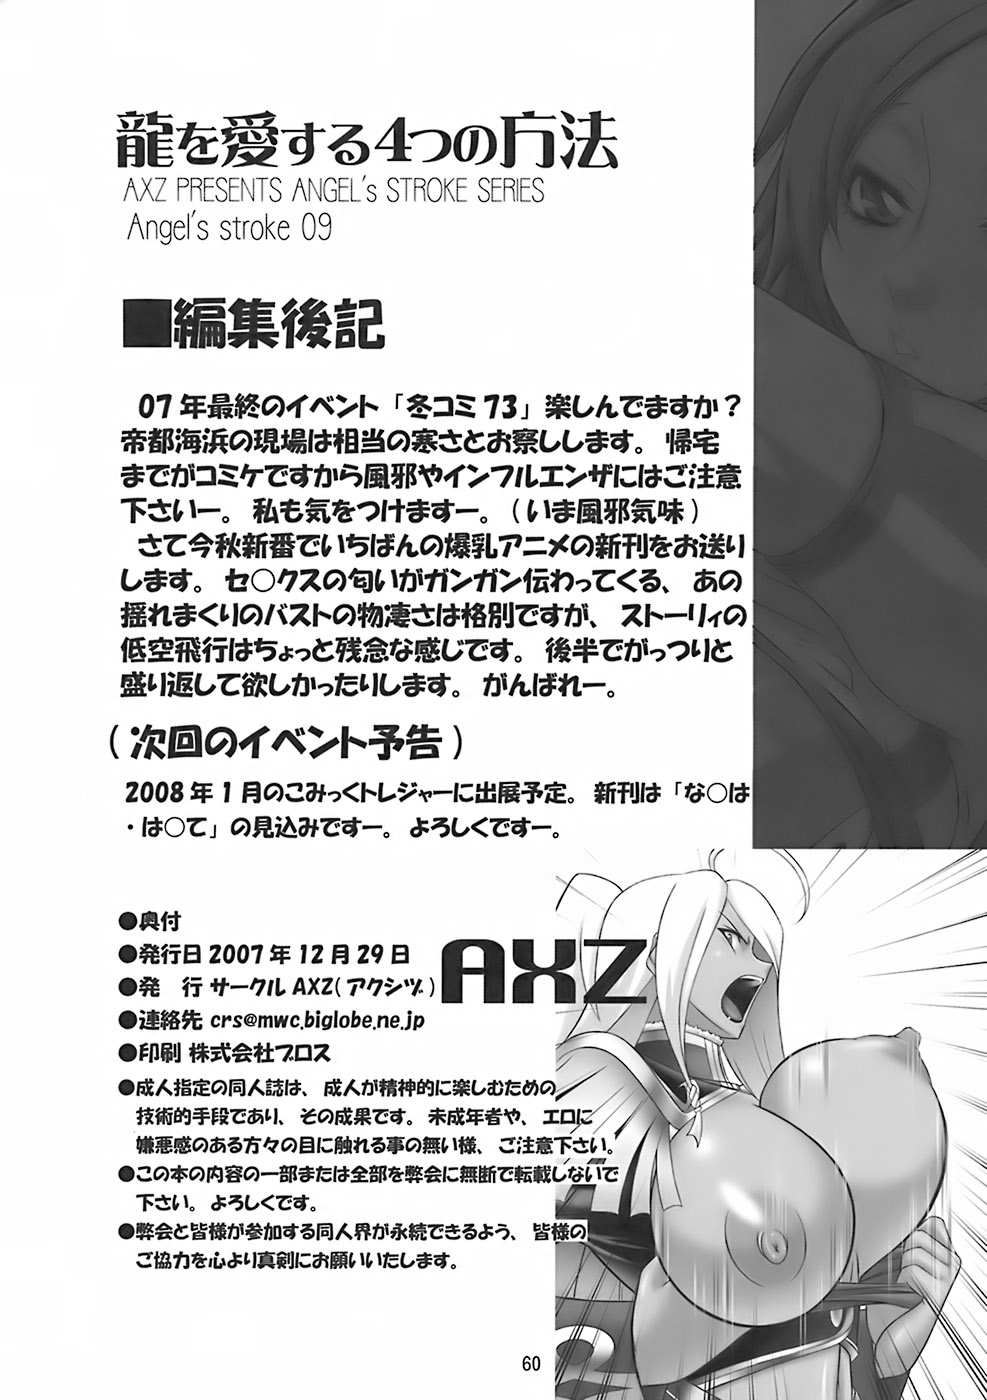 龍を愛する4つの方法
AXZ PRESENTS ANGEL's STROKE SERIES
Angel's stroke 09
■編集後記
07年最終のイベント「冬コミ73」楽しんでますか?
帝都海浜の現場は相当の寒さとお察しします。帰宅
までがコミケですから風邪やインフルエンザにはご注意
下さいー。私も気をつけますー。(いま風邪気味)
さて今秋新番でいちばんの爆乳アニメの新刊をお送り
します。セ○クスの匂いがガンガン伝わってくる、あの
揺れまくりのバストの物凄さは格別ですが、ストーリィの
低空飛行はちょっと残念な感じです。後半でがっつりと
盛り返して欲しかったりします。がんばれー。
(次回のイベント予告)
2008年1月のこみっくトレジャーに出展予定。新刊は「な○は
・は○て」の見込みですー。よろしくですー。
●奥付
●発行日 2007年12月29日
●発 行 サークルAXZ(アクシヅ)
AXZ
●連絡先 crs@mwc.biglobe.ne.jp
●印刷 株式会社プロス
●成人指定の同人誌は、成人が精神的に楽しむための
技術的手段であり、その成果です。未成年者や、エロに
嫌悪感のある方々の目に触れる事の無い様、ご注意下さい。
●この本の内容の一部または全部を弊会に無断で転載しないで
下さい。よろしくです。
●弊会と皆様が参加する同人界が永続できるよう、皆様の
ご協力を心より真剣にお願いいたします。
60